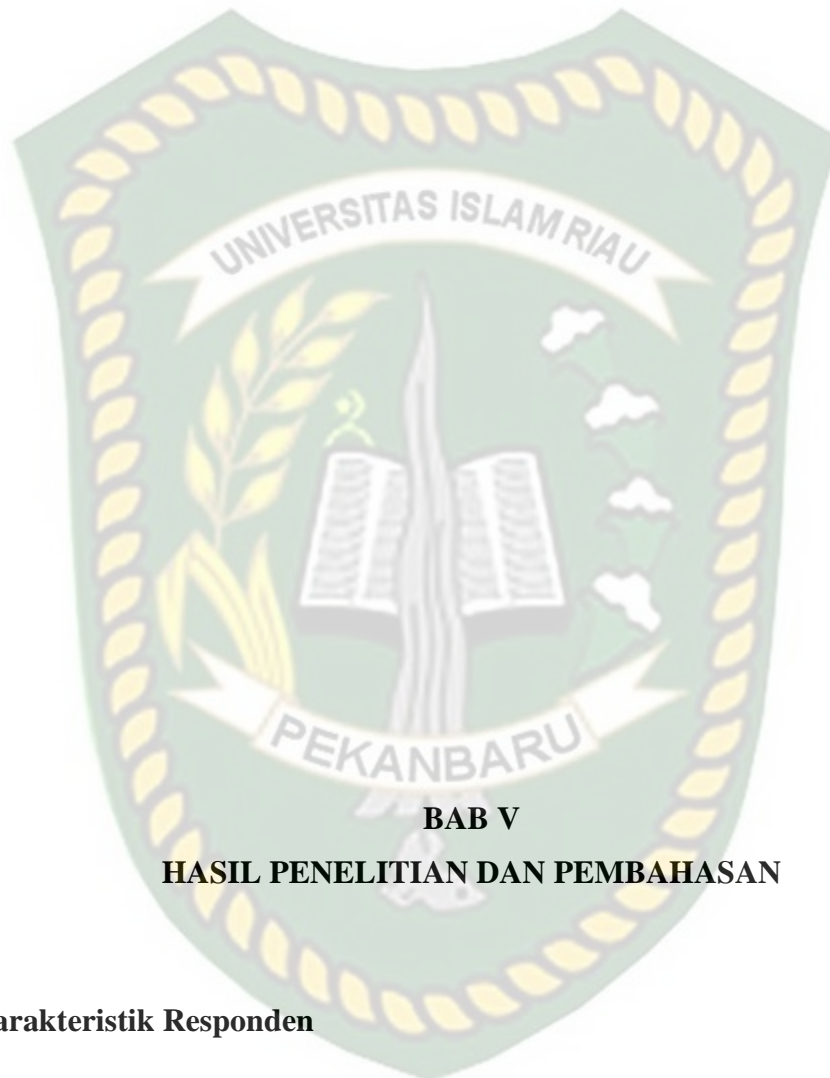 UNIVERSITAS ISLAM RIAU
PEKANBARU
BAB V
HASIL PENELITIAN DAN PEMBAHASAN
arakteristik Responden